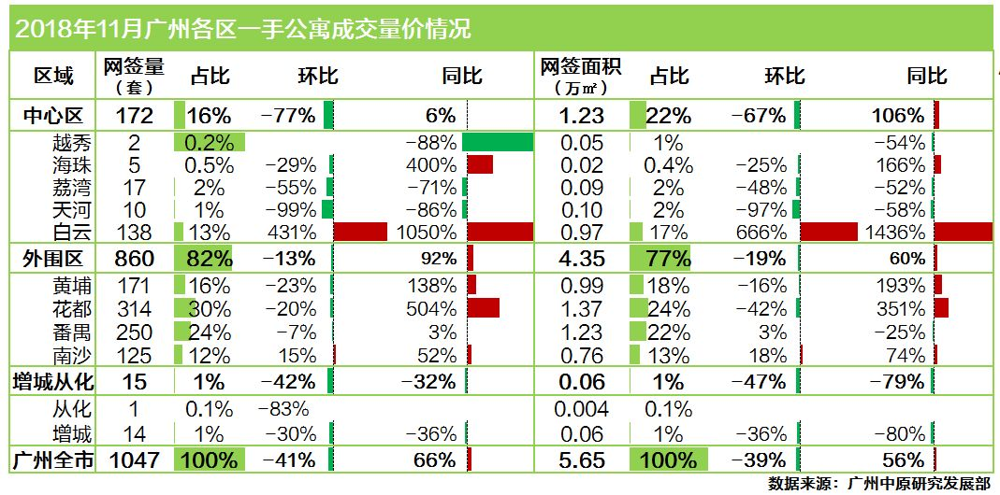 2018年11月广州各区一手公寓成交量价情况
区域 网签量（套） 占比 环比 同比 网签面积（万㎡） 占比 环比 同比
中心区 172 16% -77% 6% 1.23 22% -67% 106%
越秀 2 0.2% -88% 0.05 1% -54%
海珠 5 0.5% -29% 400% 0.02 0.4% -25% 166%
荔湾 17 2% -55% -71% 0.09 2% -48% -52%
天河 10 1% -99% -86% 0.10 2% -97% -58%
白云 138 13% 431% 1050% 0.97 17% 666% 1436%
外围区 860 82% -13% 92% 4.35 77% -19% 60%
黄埔 171 16% -23% 138% 0.99 18% -16% 193%
花都 314 30% -20% 504% 1.37 24% -42% 351%
番禺 250 24% -7% 3% 1.23 22% 3% -25%
南沙 125 12% 15% 52% 0.76 13% 18% 74%
增城从化 15 1% -42% -32% 0.06 1% -47% -79%
从化 1 0.1% -83% 0.004 0.1%
增城 14 1% -30% -36% 0.06 1% -36% -80%
广州全市 1047 100% -41% 66% 5.65 100% -39% 56%
数据来源：广州中原研究发展部